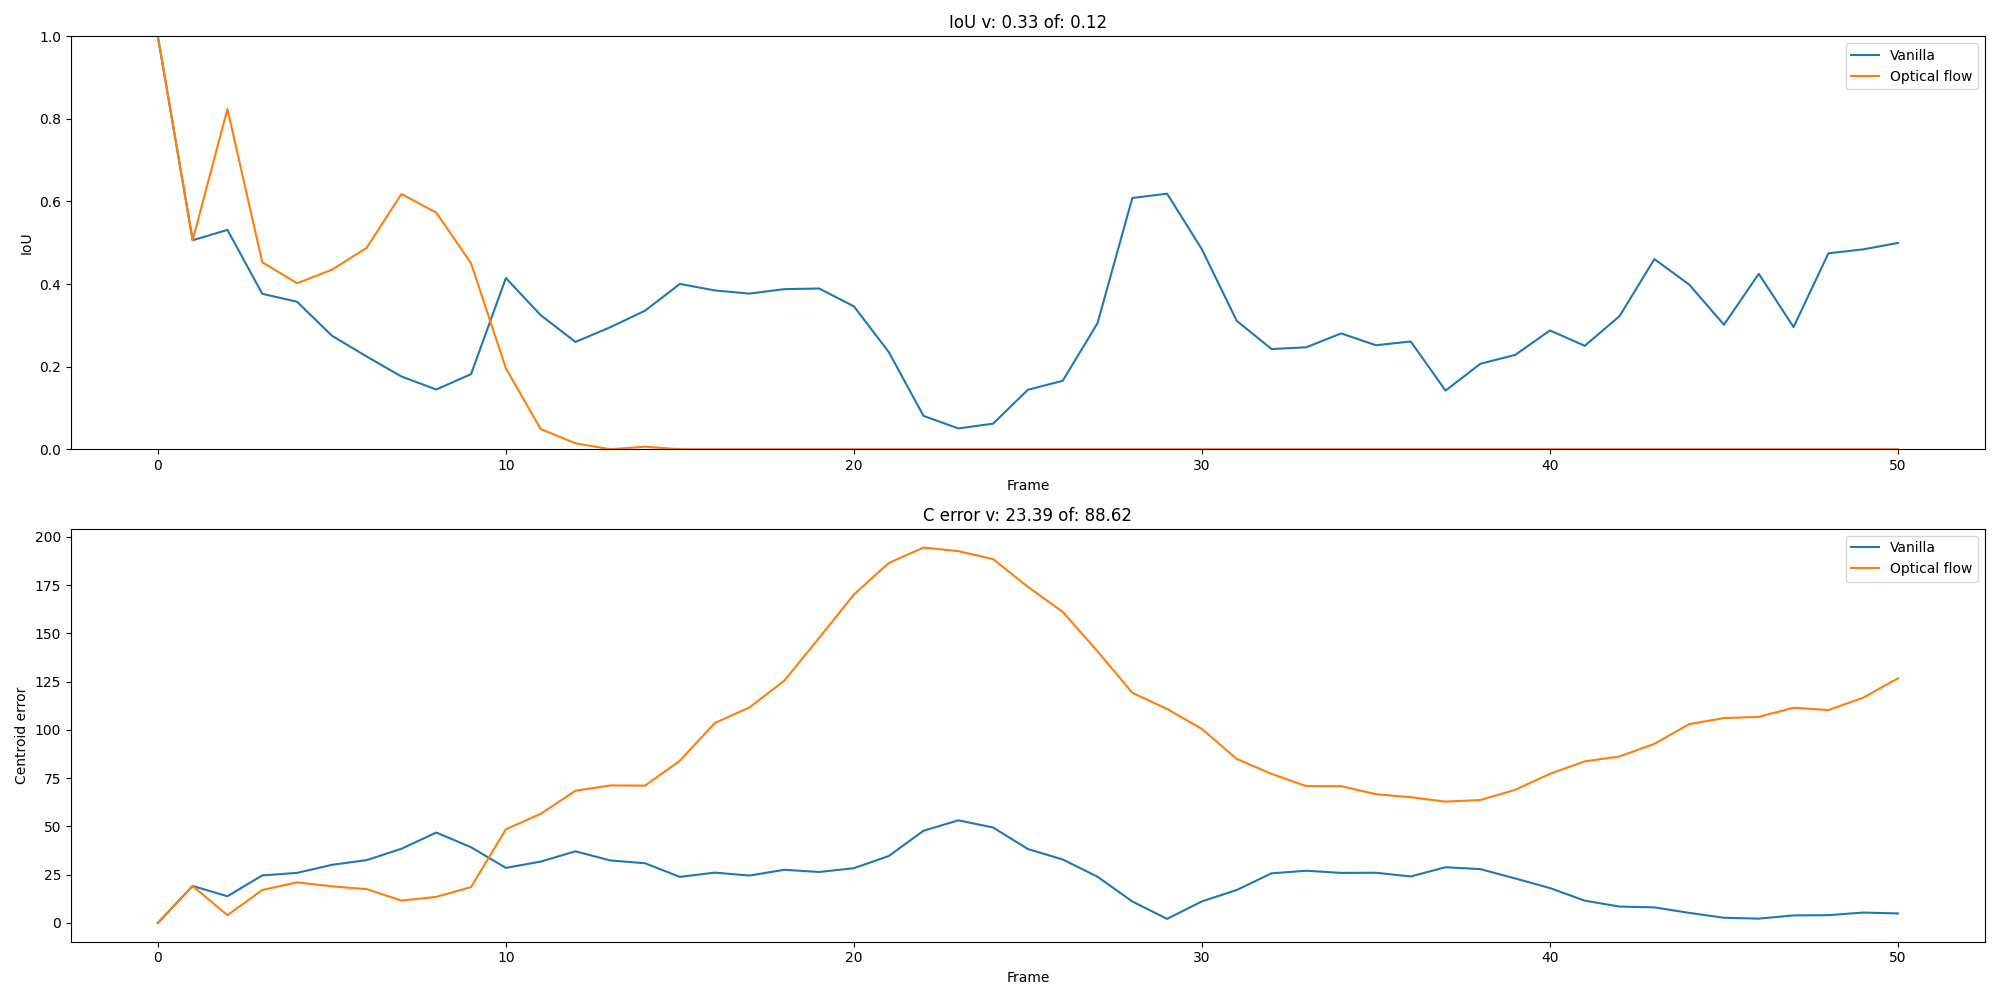 IoU v: 0.33 of: 0.12
1.0
0.8
0.6
0.4
0.2
0.0
IoU
Vanilla
Optical flow
0 10 20 30 40 50
Frame
C error v: 23.39 of: 88.62
200
175
150
125
100
75
50
25
0
Centroid error
Vanilla
Optical flow
0 10 20 30 40 50
Frame